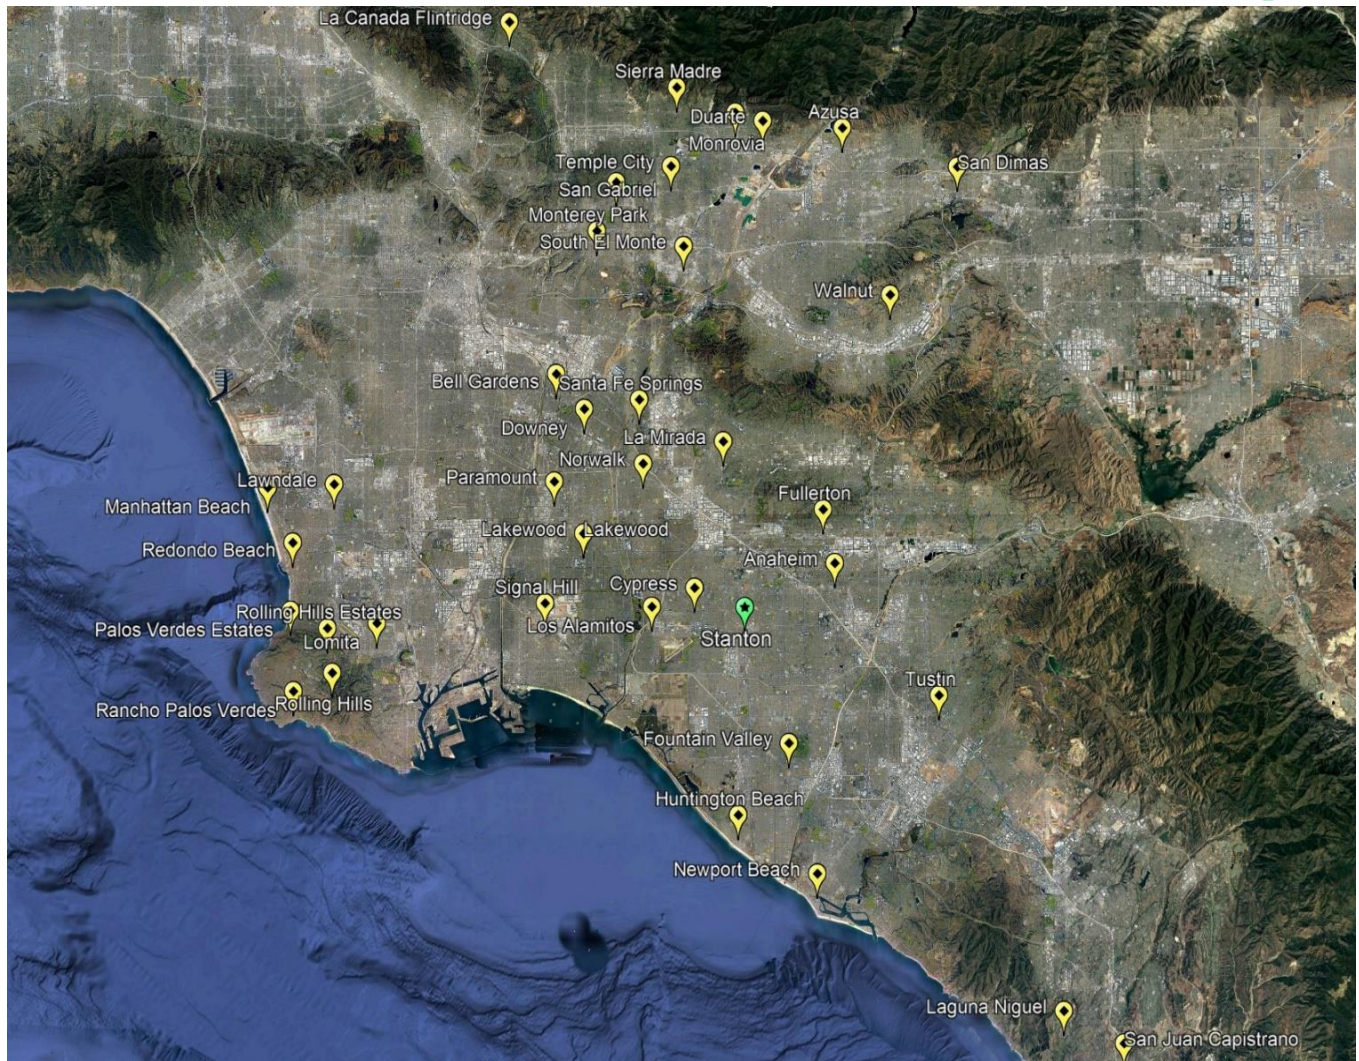 La Canada Flintridge
Sierra Madre
Duarte
Azusa
Monrovia
Temple City
San Dimas
San Gabriel
Monterey Park
South El Monte
Walnut
Bell Gardens
Santa Fe Springs
Downey
La Mirada
Norwalk
Paramount
Lawndale
Fullerton
Manhattan Beach
Lakewood
Lakewood
Redondo Beach
Anaheim
Cypress
Signal Hill
Rolling Hills Estates
Los Alamitos
Palos Verdes Estates
Stanton
Lomita
Tustin
Rolling Hills
Rancho Palos Verdes
Fountain Valley
Huntington Beach
Newport Beach
Laguna Niguel
San Juan Capistrano